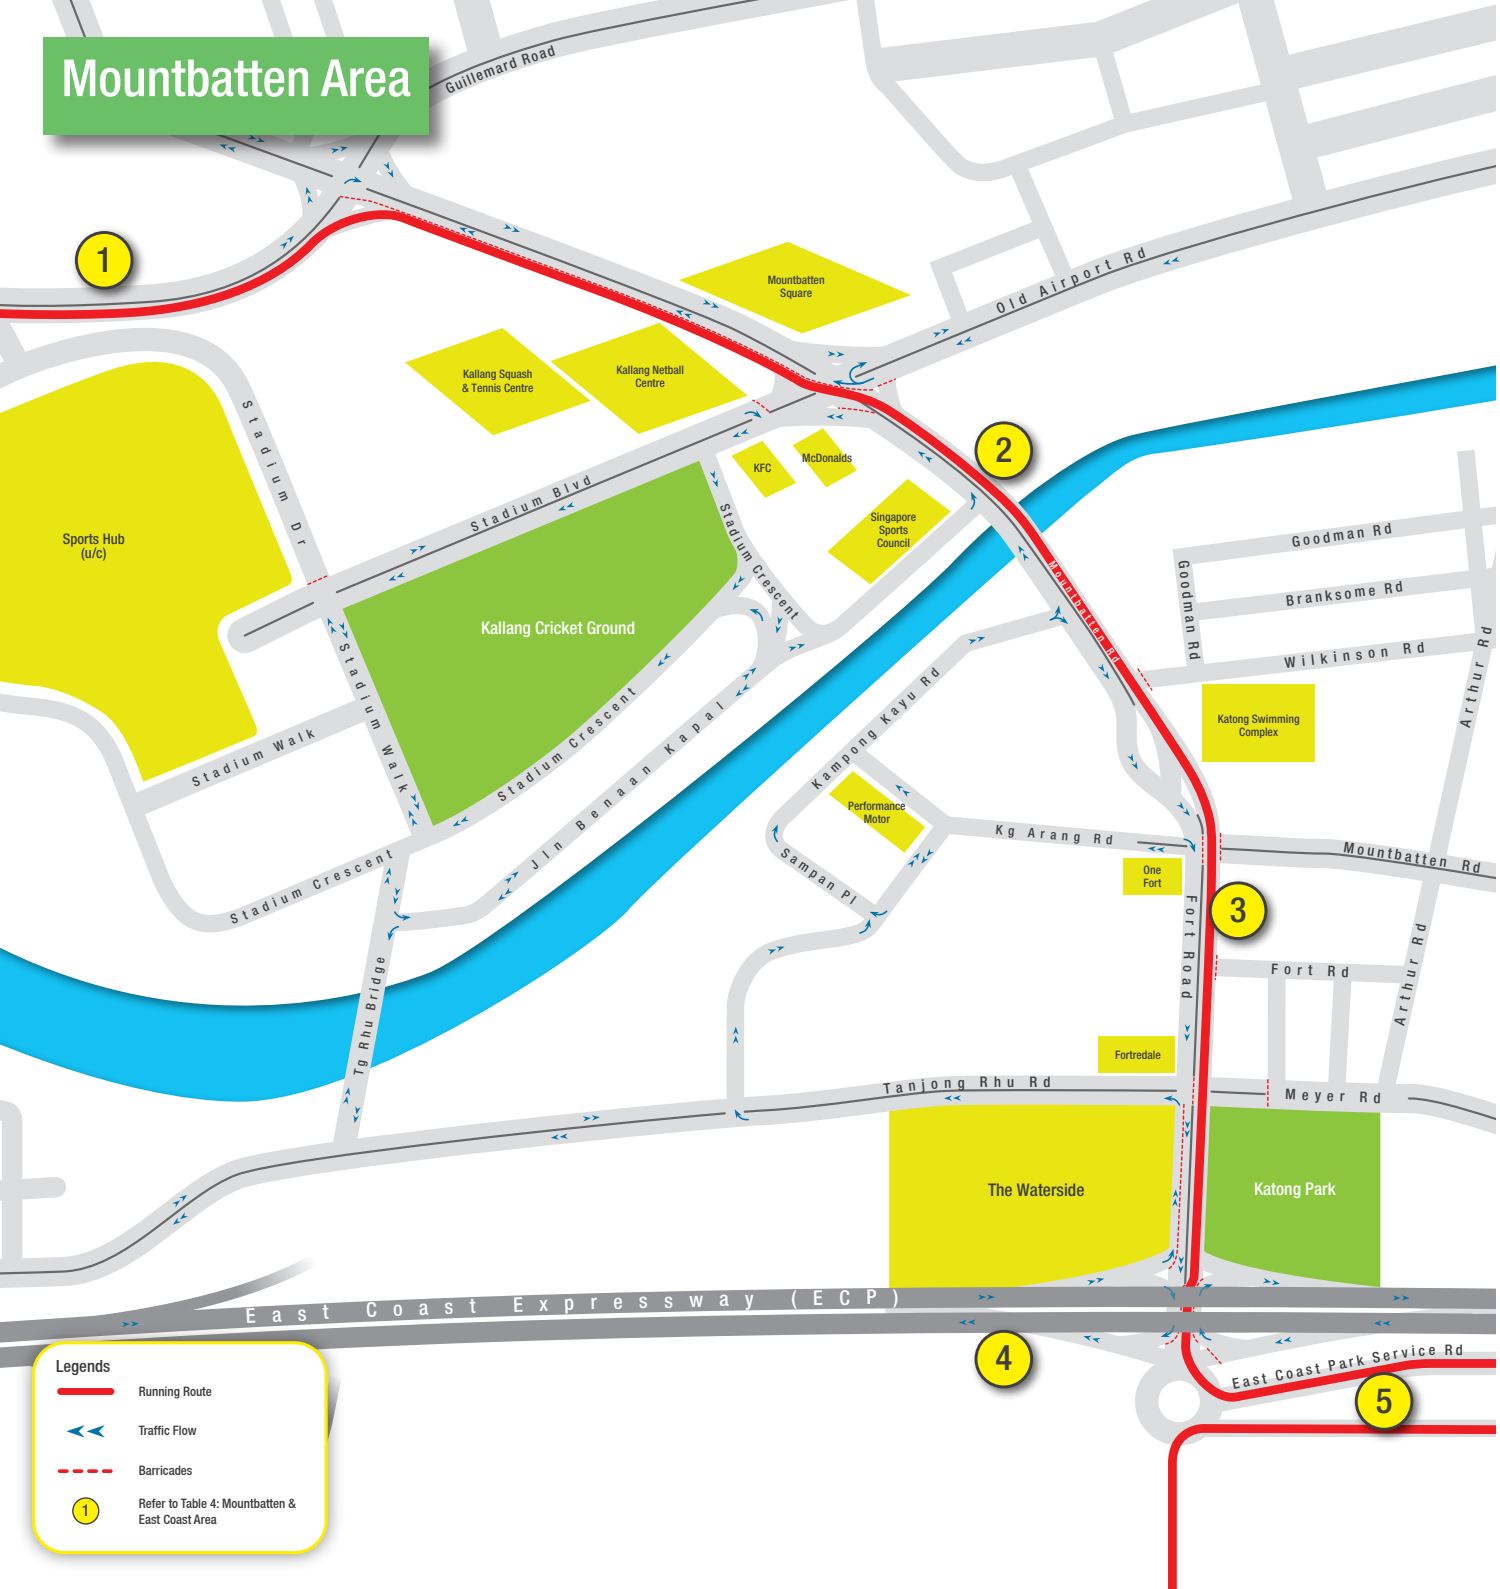 Mountbatten Area
Guillemard Road
1
Mountbatten
Square
Old Airport Rd
Kallang Squash
& Tennis Centre
Kallang Netball
Centre
Stadium Dr
2
KFC
McDonalds
Stadium Blvd
Singapore
Sports
Council
Sports Hub
(u/c)
Stadium Crescent
Goodman Rd
Goodman Rd
Branksome Rd
Mountbatten Rd
Kallang Cricket Ground
Wilkinson Rd
Arthur Rd
Stadium Walk
Stadium Walk
Stadium Crescent
Jln Benaan Kapal
Kampong Kayu Rd
Katong Swimming
Complex
Performance
Motor
Kg Arang Rd
Mountbatten Rd
Sampan Pl
One
Fort
Stadium Crescent
Fort Road
3
Fort Rd
Arthur Rd
Tg Rhu Bridge
Fortredale
Tanjong Rhu Rd
Meyer Rd
The Waterside
Katong Park
East Coast Expressway (ECP)
4
East Coast Park Service Rd
5
Legends
Running Route
Traffic Flow
Barricades
1
Refer to Table 4: Mountbatten &
East Coast Area